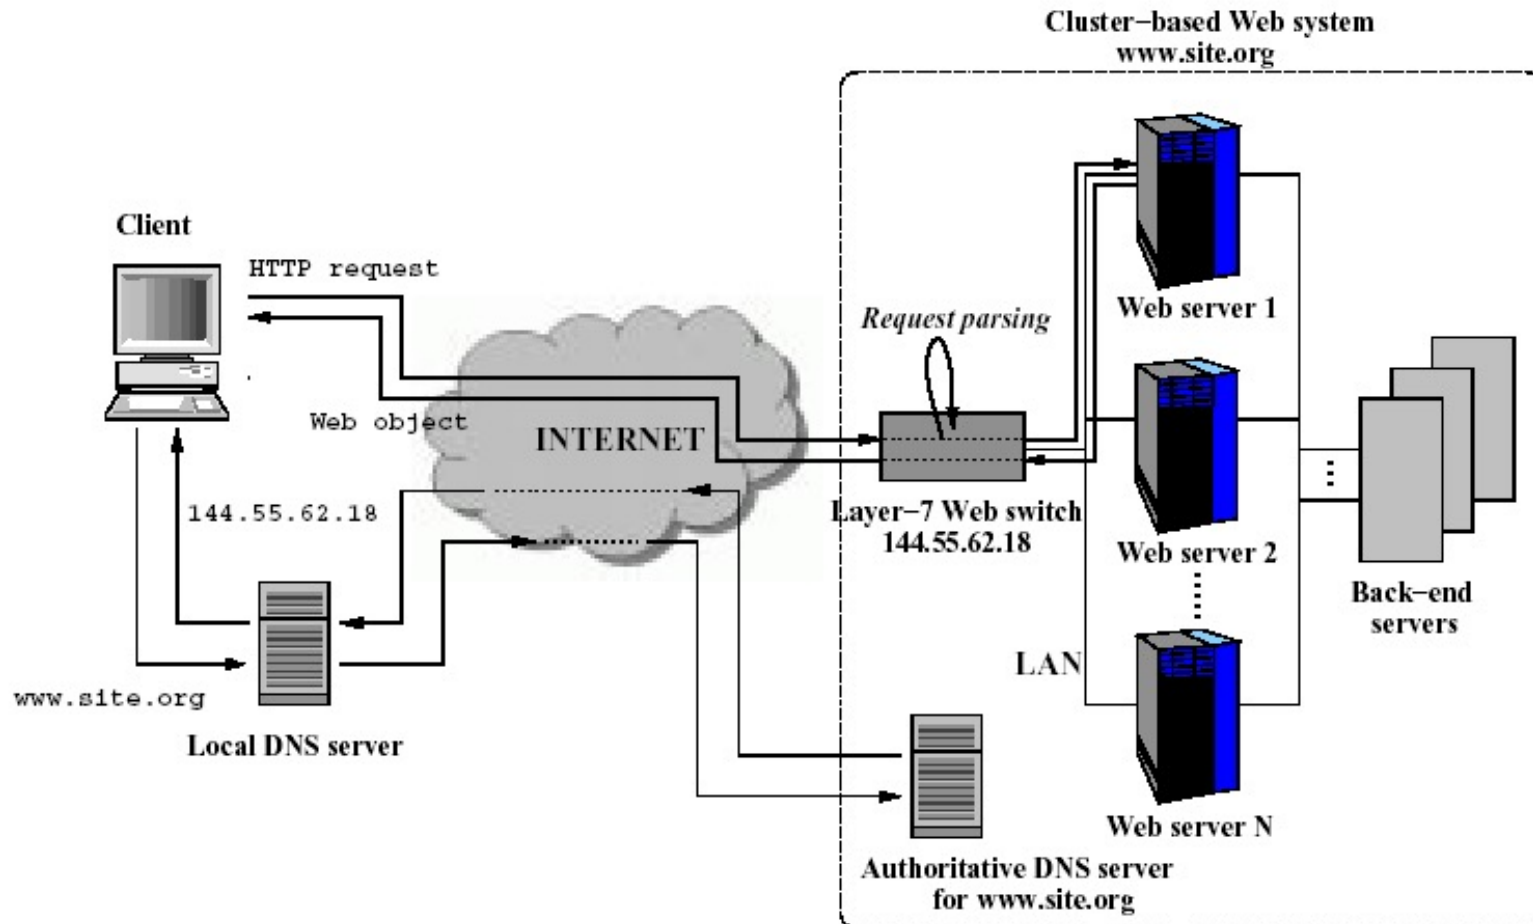 Cluster−based Web system
www.site.org
Client
HTTP request
Web object
INTERNET
Request parsing
Layer−7 Web switch
144.55.62.18
Web server 1
Web server 2
Web server N
LAN
Back−end
servers
144.55.62.18
www.site.org
Local DNS server
Authoritative DNS server
for www.site.org